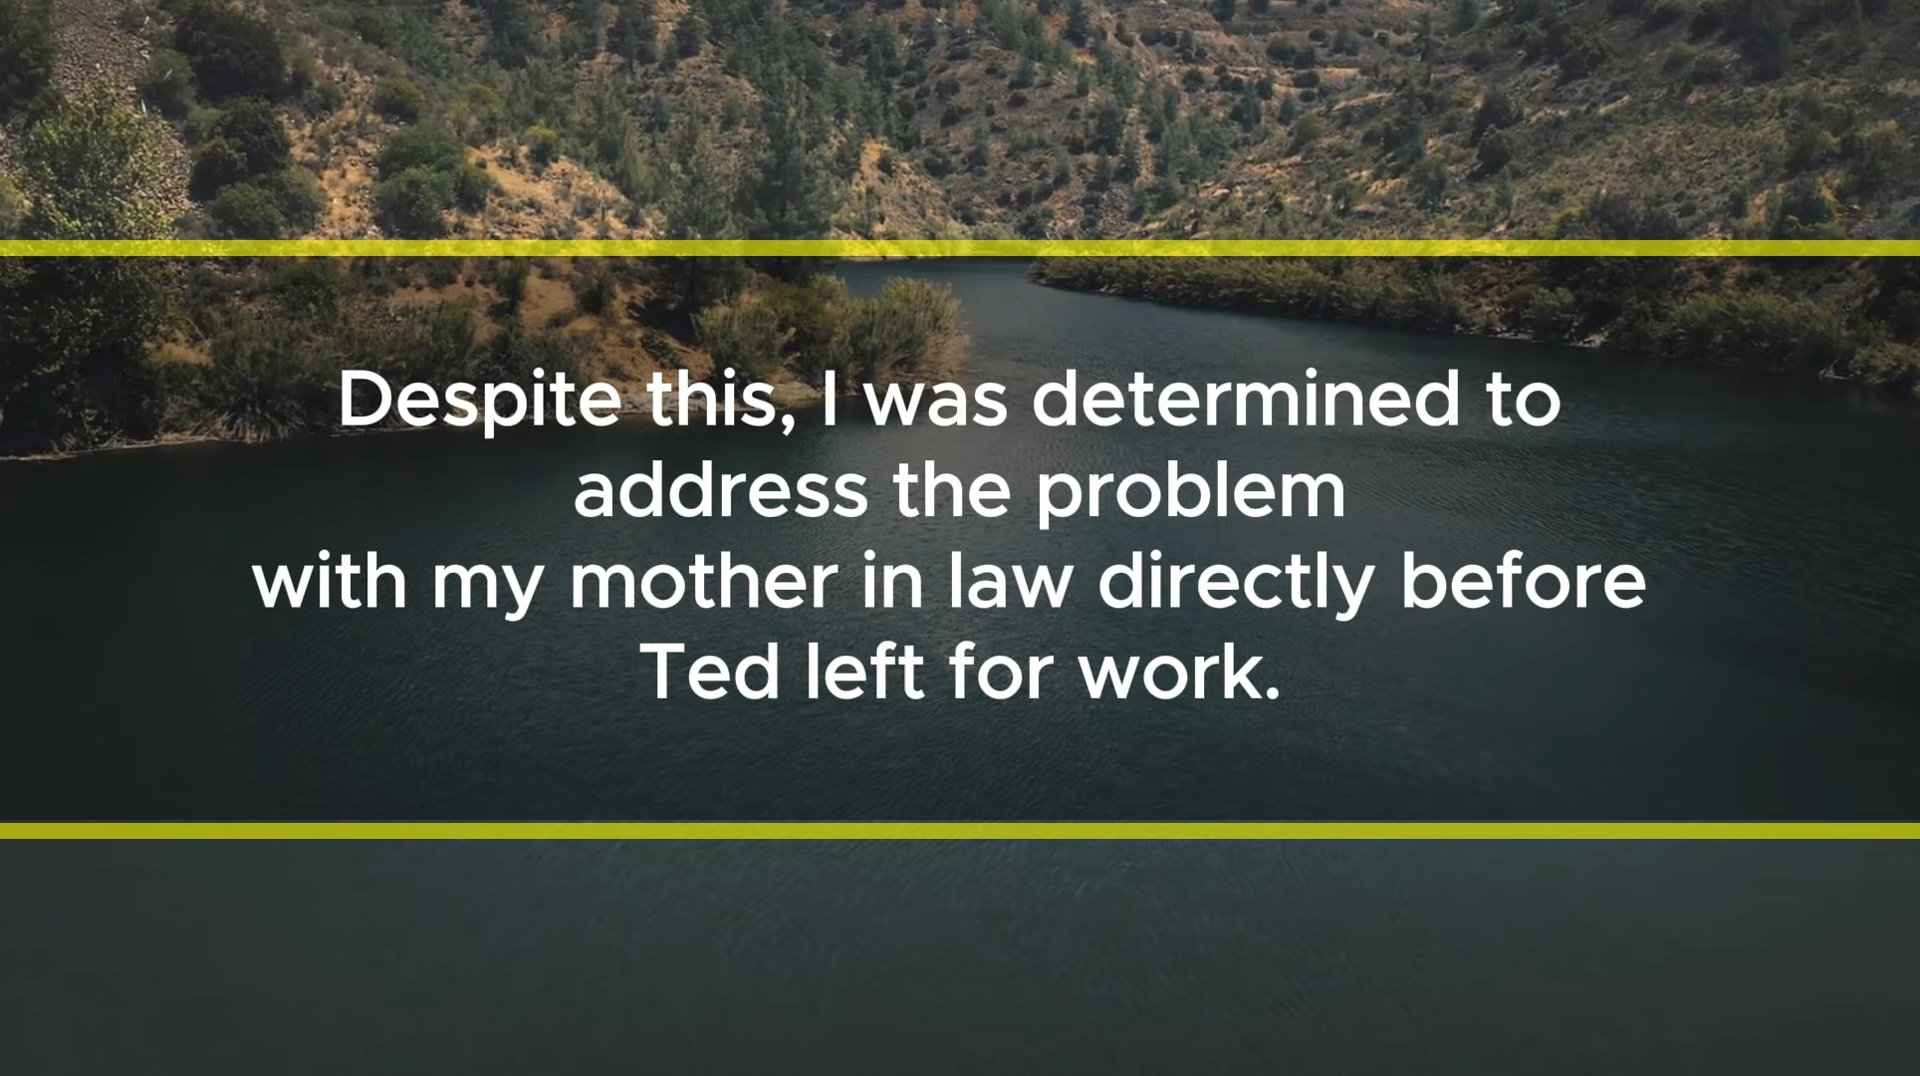 Despite this, I was determined to
address the problem
with my mother in law directly before
Ted left for work.